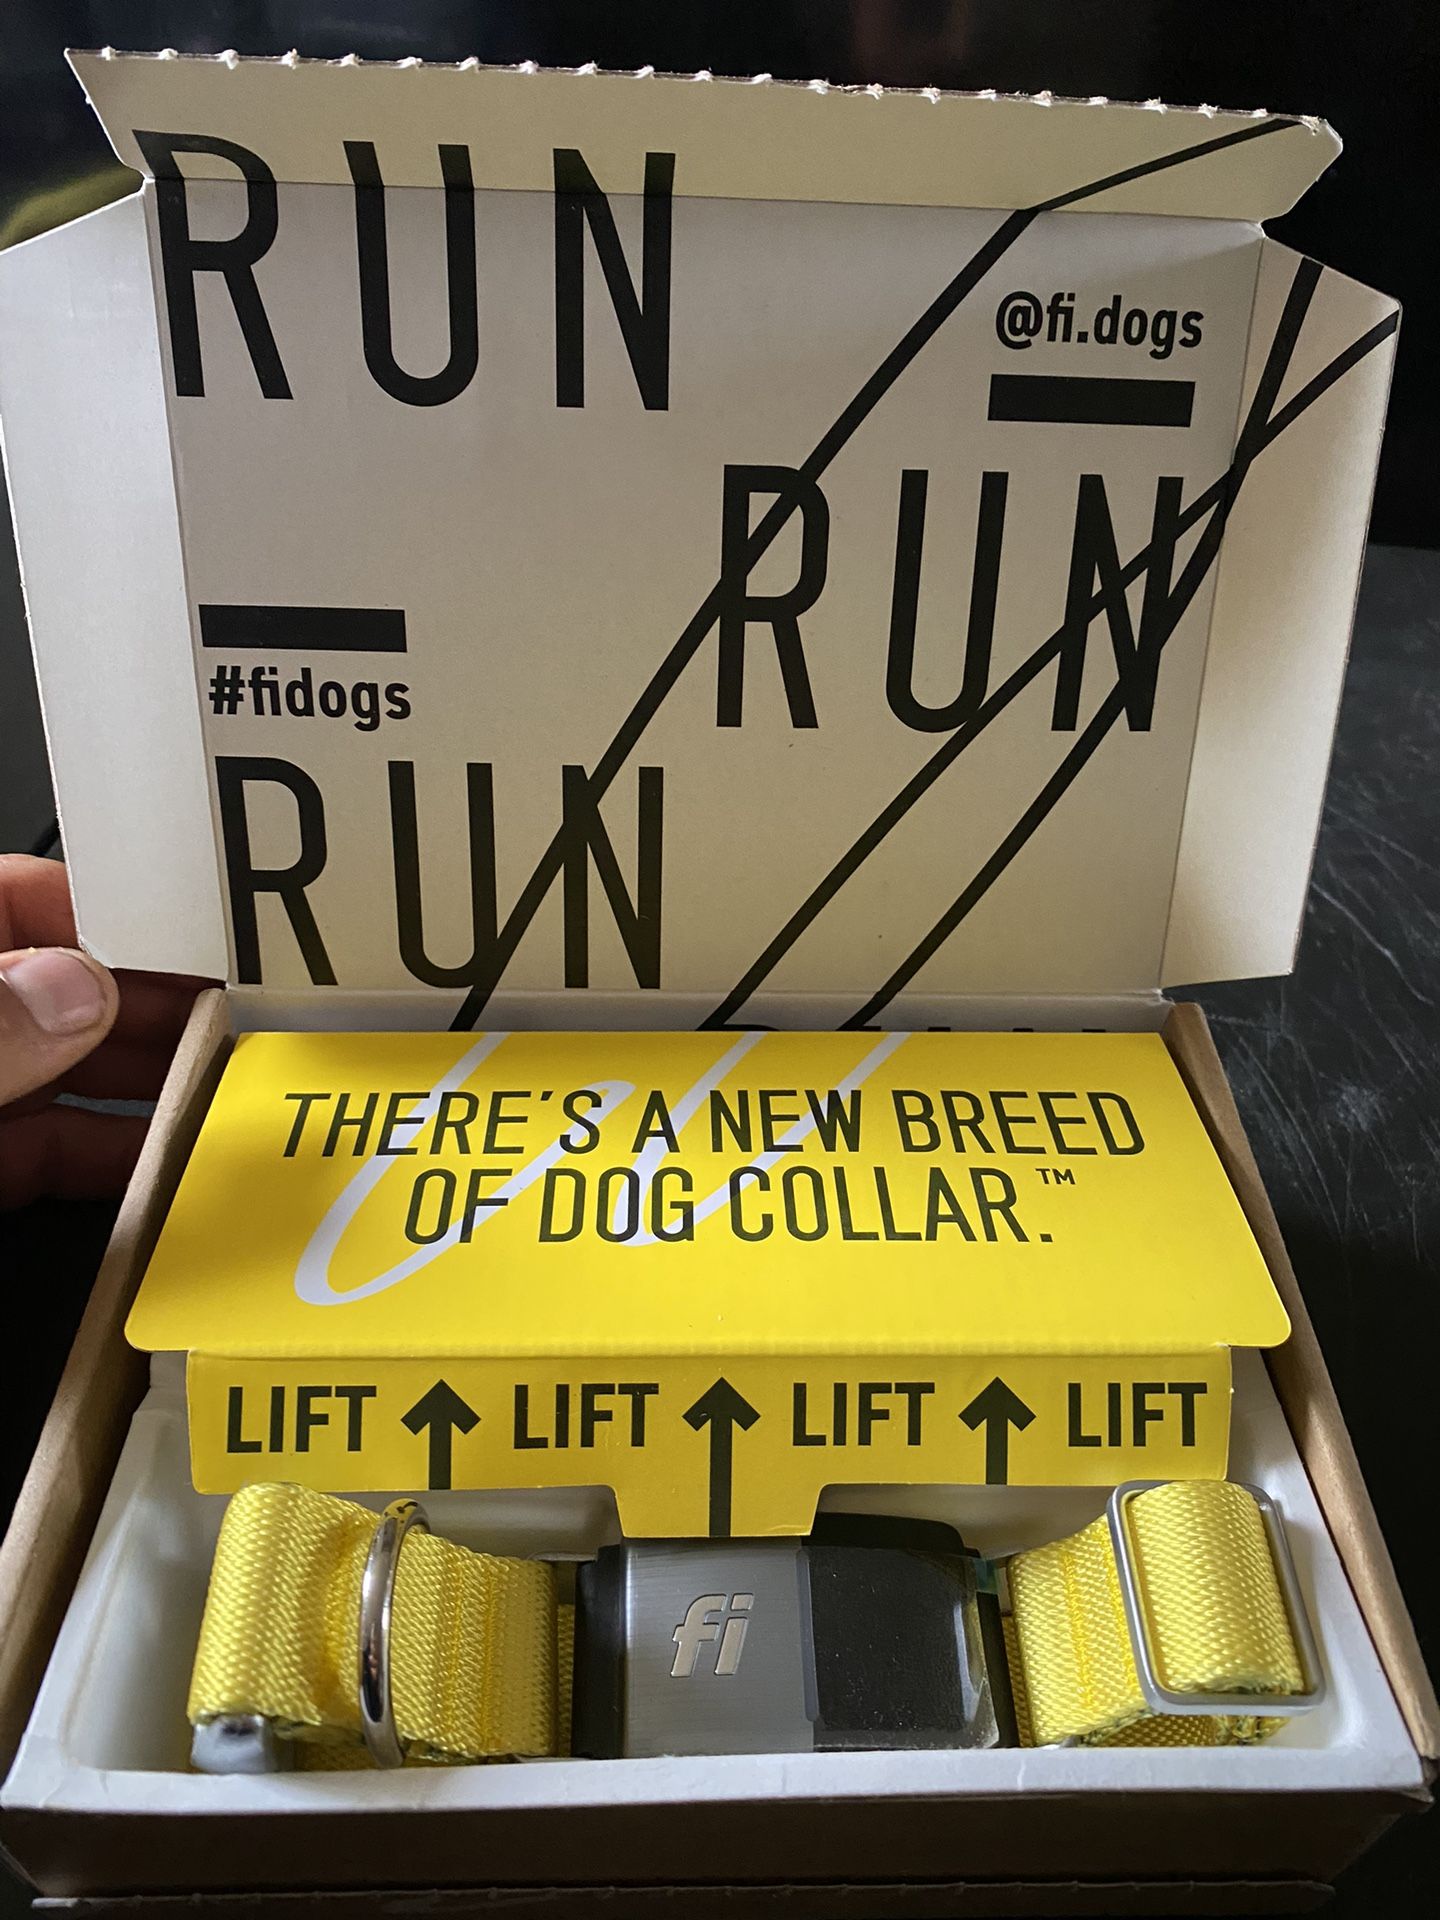 RUN
@fi.dogs
RUN
#fidogs
RUN
THERE'S A NEW BREED
OF DOG COLLAR.™
LIFT ↑ LIFT ↑ LIFT ↑ LIFT
fi